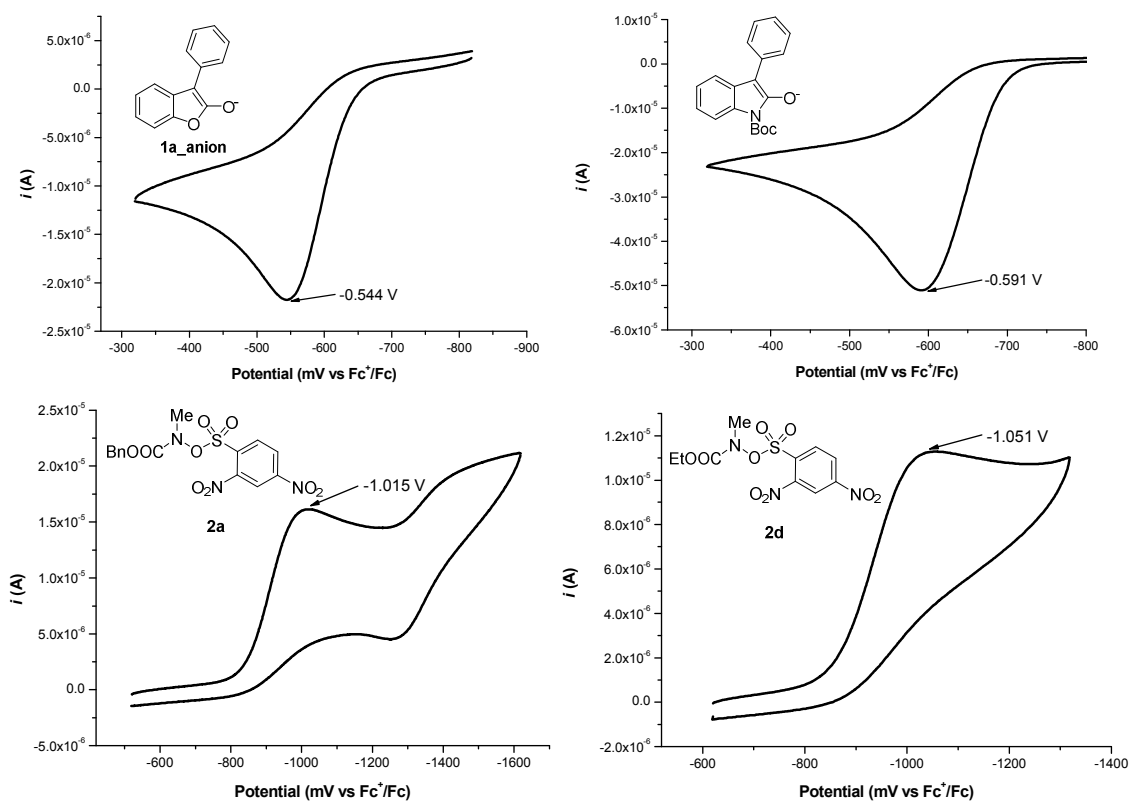 5.0x10⁻⁶
0.0
-5.0x10⁻⁶
-1.0x10⁻⁵
-1.5x10⁻⁵
-2.0x10⁻⁵
-2.5x10⁻⁵
i (A)
O⁻
O
1a_anion
-0.544 V
-300 -400 -500 -600 -700 -800 -900
Potential (mV vs Fc⁺/Fc)
1.0x10⁻⁵
0.0
-1.0x10⁻⁵
-2.0x10⁻⁵
-3.0x10⁻⁵
-4.0x10⁻⁵
-5.0x10⁻⁵
-6.0x10⁻⁵
i (A)
O⁻
N
Boc
-0.591 V
-300 -400 -500 -600 -700 -800
Potential (mV vs Fc⁺/Fc)
2.5x10⁻⁵
2.0x10⁻⁵
1.5x10⁻⁵
1.0x10⁻⁵
5.0x10⁻⁶
0.0
-5.0x10⁻⁶
i (A)
Me
O O
N S
BnOOC O
O₂N NO₂
2a
-1.015 V
-600 -800 -1000 -1200 -1400 -1600
Potential (mV vs Fc⁺/Fc)
1.2x10⁻⁵
1.0x10⁻⁵
8.0x10⁻⁶
6.0x10⁻⁶
4.0x10⁻⁶
2.0x10⁻⁶
0.0
-2.0x10⁻⁶
i (A)
Me
O O
N S
EtOOC O
O₂N NO₂
2d
-1.051 V
-600 -800 -1000 -1200 -1400
Potential (mV vs Fc⁺/Fc)